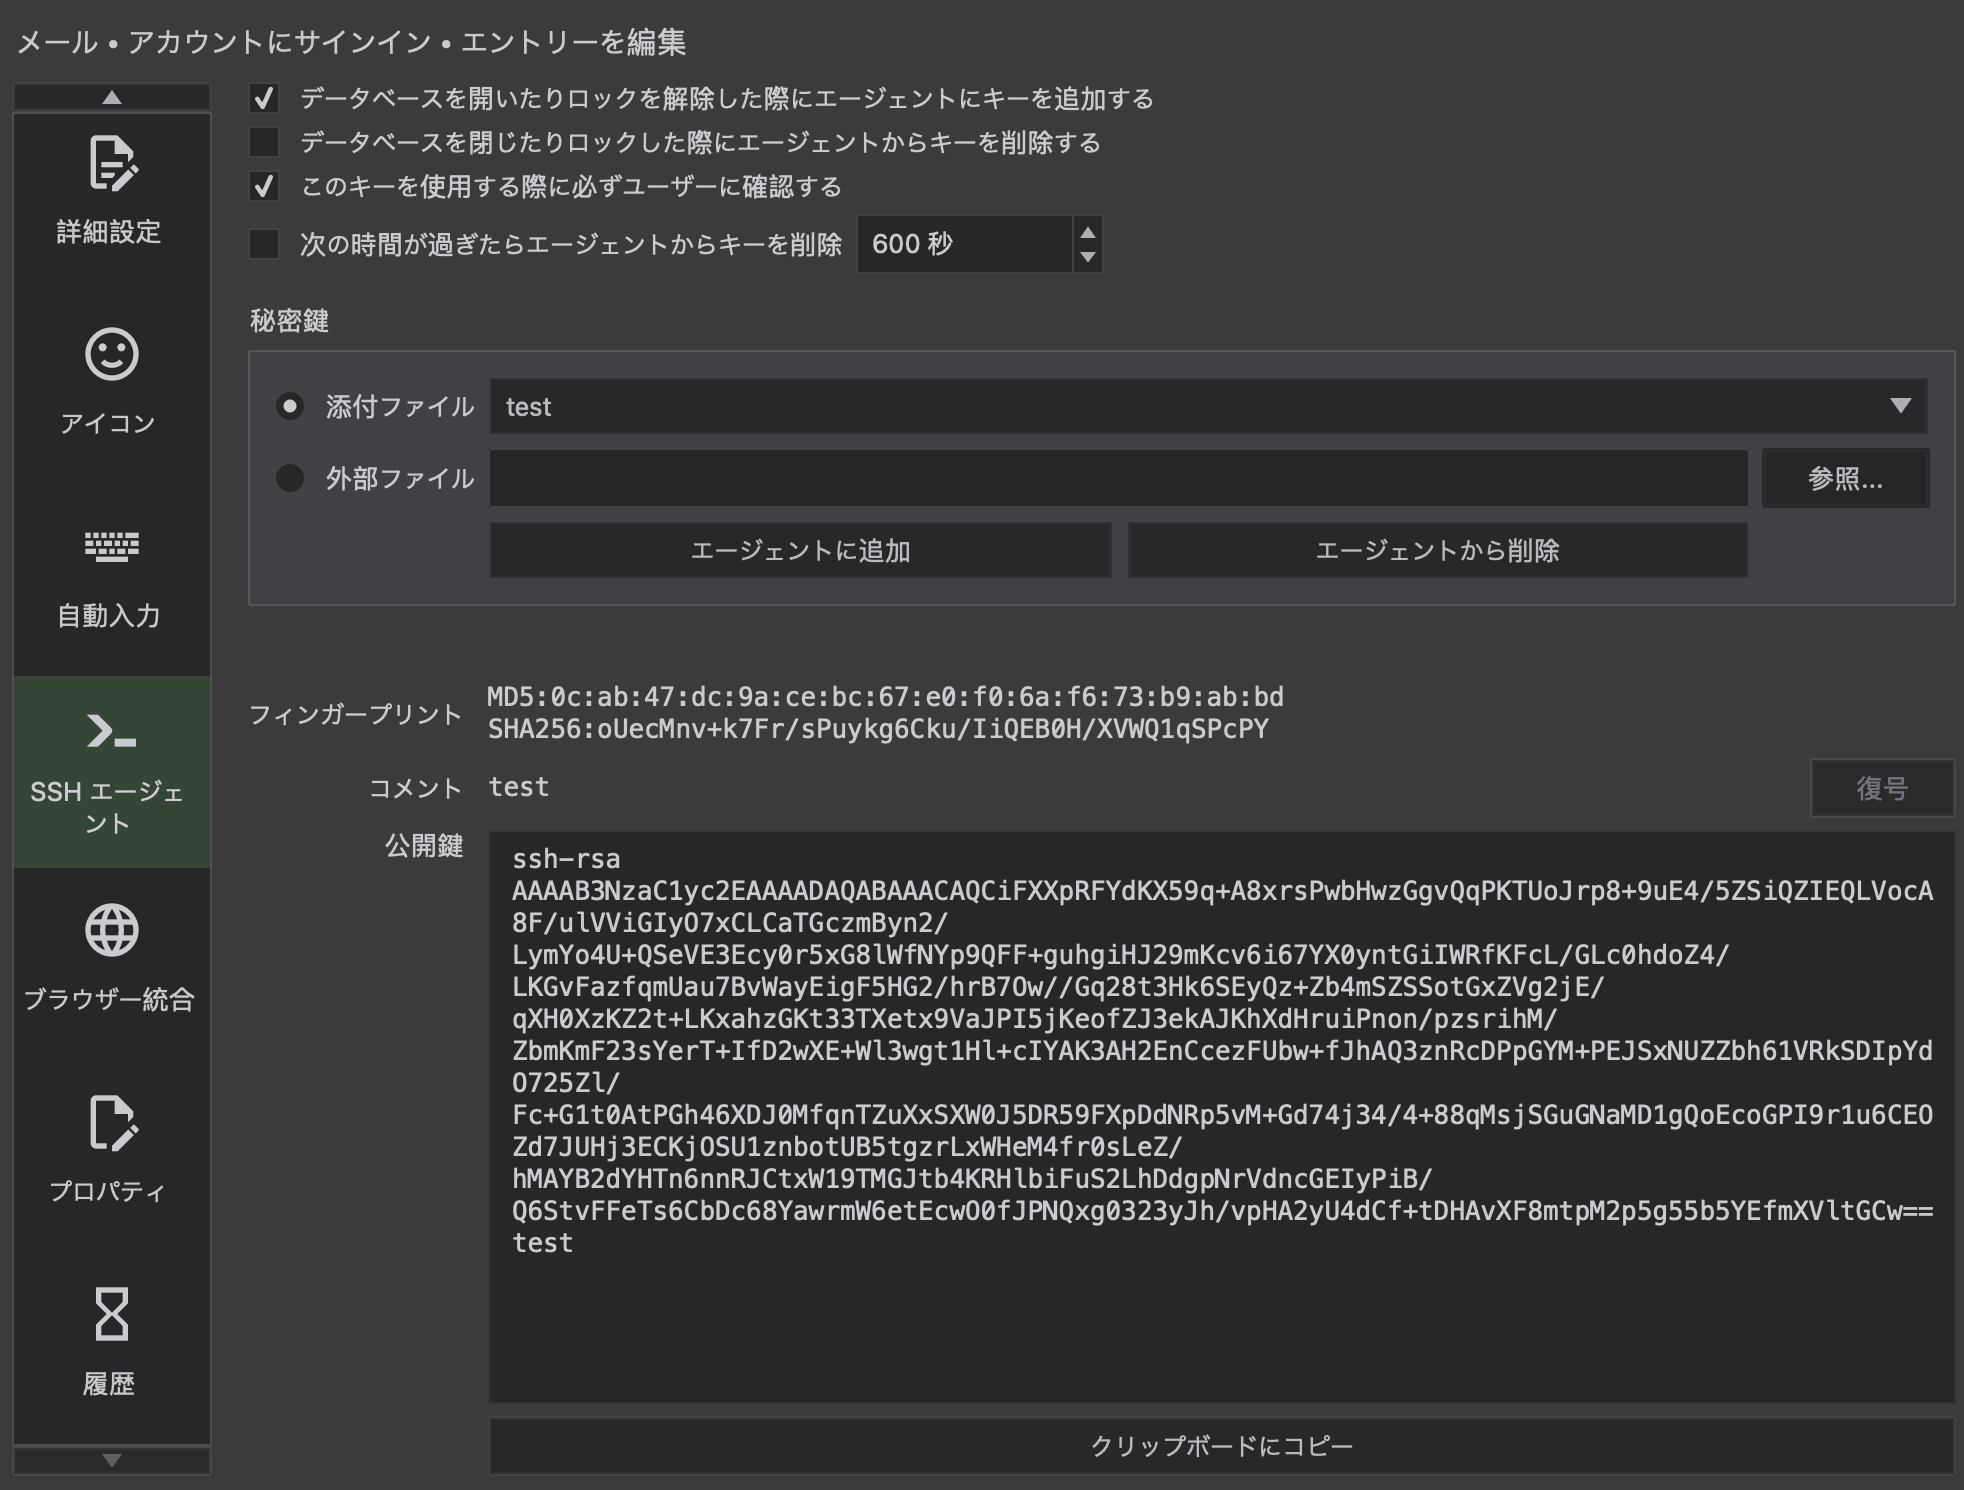 メール • アカウントにサインイン • エントリーを編集
詳細設定
アイコン
自動入力
SSH エージェ
ント
ブラウザー統合
プロパティ
履歴
データベースを開いたりロックを解除した際にエージェントにキーを追加する
データベースを閉じたりロックした際にエージェントからキーを削除する
このキーを使用する際に必ずユーザーに確認する
次の時間が過ぎたらエージェントからキーを削除 600 秒
秘密鍵
添付ファイル test
外部ファイル 参照...
エージェントに追加 エージェントから削除
フィンガープリント
MD5:0c:ab:47:dc:9a:ce:bc:67:e0:f0:6a:f6:73:b9:ab:bd
SHA256:oUecMnv+k7Fr/sPuykg6Cku/IiQEB0H/XVWQ1qSPcPY
コメント test 復号
公開鍵
ssh-rsa
AAAAB3NzaC1yc2EAAAADAQABAAACAQCiFXXpRFYdKX59q+A8xrsPwbHwzGgvQqPKTUoJrp8+9uE4/5ZSiQZIEQLVocA
8F/ulVViGIyO7xCLCaTGczmByn2/
LymYo4U+QSeVE3Ecy0r5xG8lWfNYp9QFF+guhgiHJ29mKcv6i67YX0yntGiIWRfKFcL/GLc0hdoZ4/
LKGvFazfqmUau7BvWayEigF5HG2/hrB7Ow//Gq28t3Hk6SEyQz+Zb4mSZSSotGxZVg2jE/
qXH0XzKZ2t+LKxahzGKt33TXetx9VaJPI5jKeofZJ3ekAJKhXdHruiPnon/pzsrihM/
ZbmKmF23sYerT+IfD2wXE+Wl3wgt1Hl+cIYAK3AH2EnCcezFUbw+fJhAQ3znRcDPpGYM+PEJSxNUZZbh61VRkSDIpYd
O725Zl/
Fc+G1t0AtPGh46XDJ0MfqnTZuXxSXW0J5DR59FXpDdNRp5vM+Gd74j34/4+88qMsjSGuGNaMD1gQoEcoGPI9r1u6CEO
Zd7JUHj3ECKjOSU1znbotUB5tgzrLxWHeM4fr0sLeZ/
hMAYB2dYHTn6nnRJCtxW19TMGJtb4KRHlbiFuS2LhDdgpNrVdncGEIyPiB/
Q6StvFFeTs6CbDc68YawrmW6etEcwO0fJPNQxg0323yJh/vpHA2yU4dCf+tDHAvXF8mtpM2p5g55b5YEfmXVltGCw==
test
クリップボードにコピー